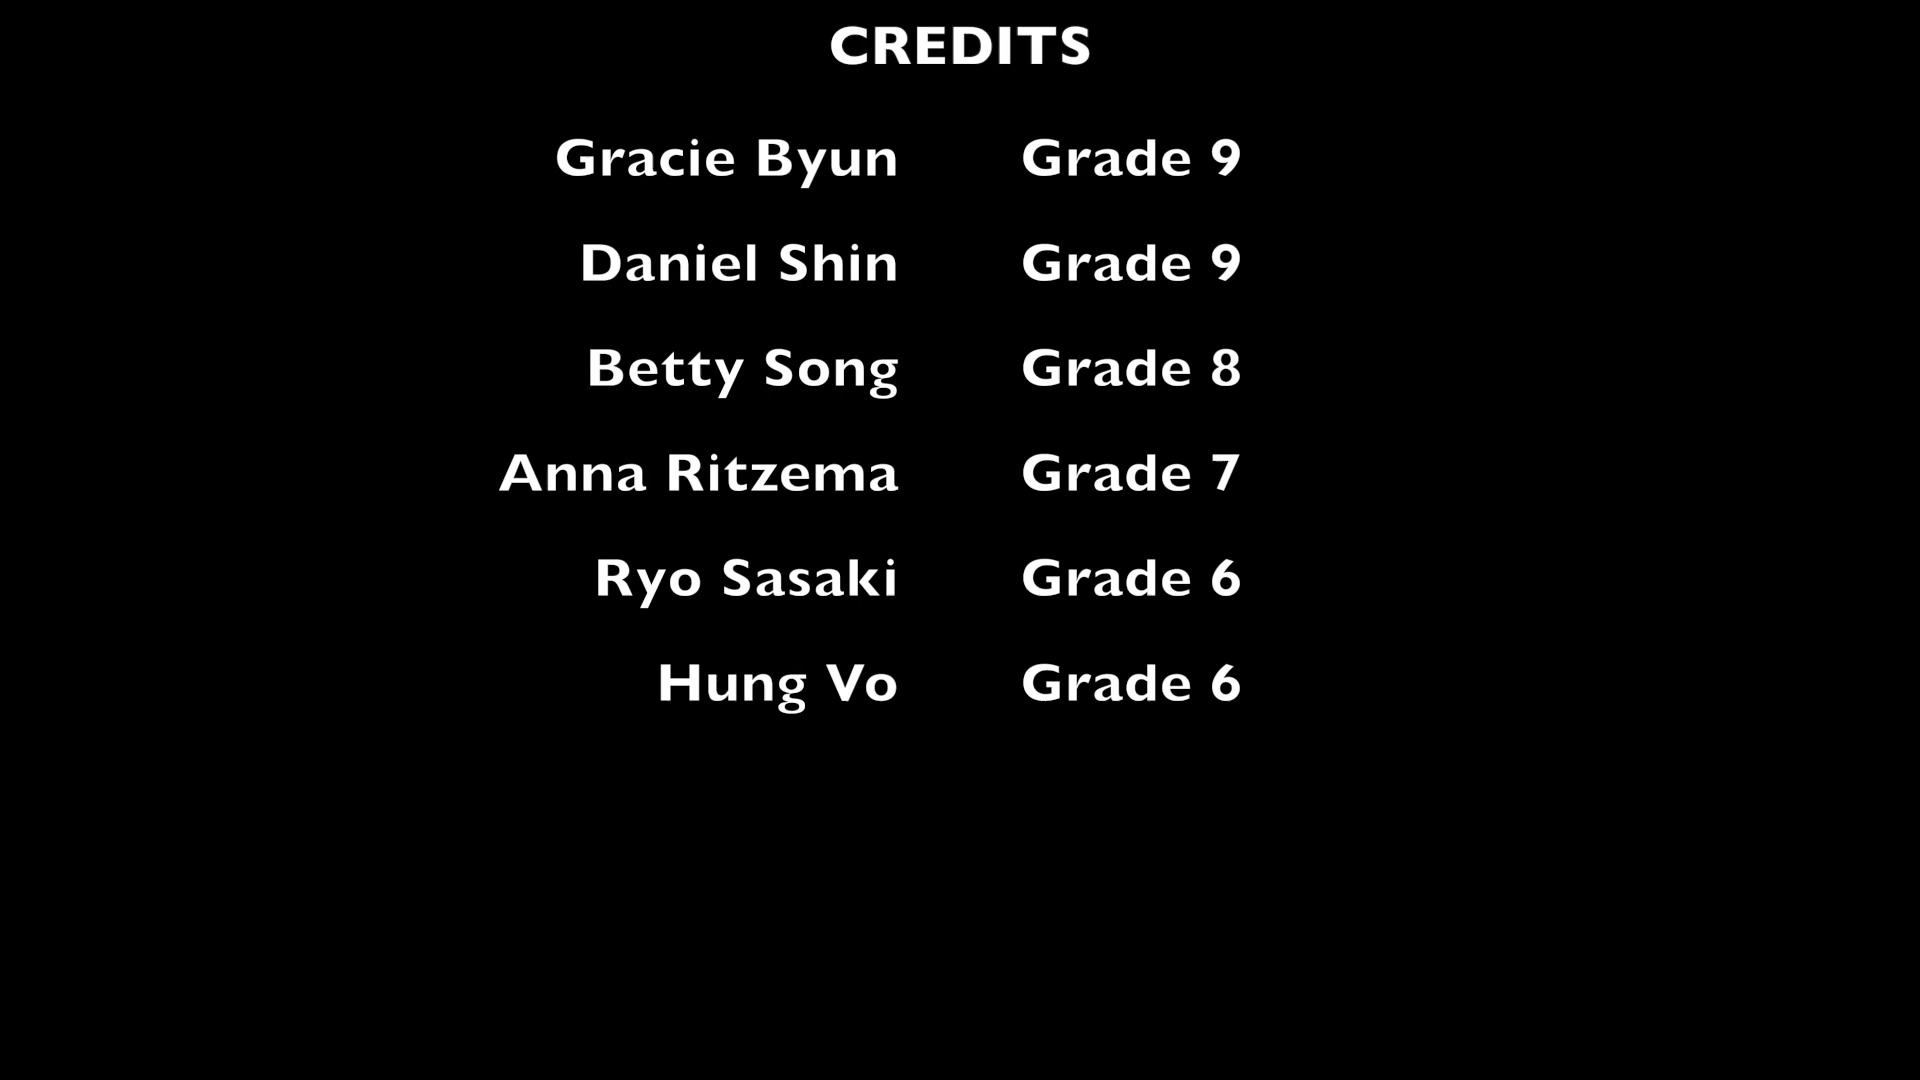 CREDITS
Gracie Byun Grade 9
Daniel Shin Grade 9
Betty Song Grade 8
Anna Ritzema Grade 7
Ryo Sasaki Grade 6
Hung Vo Grade 6